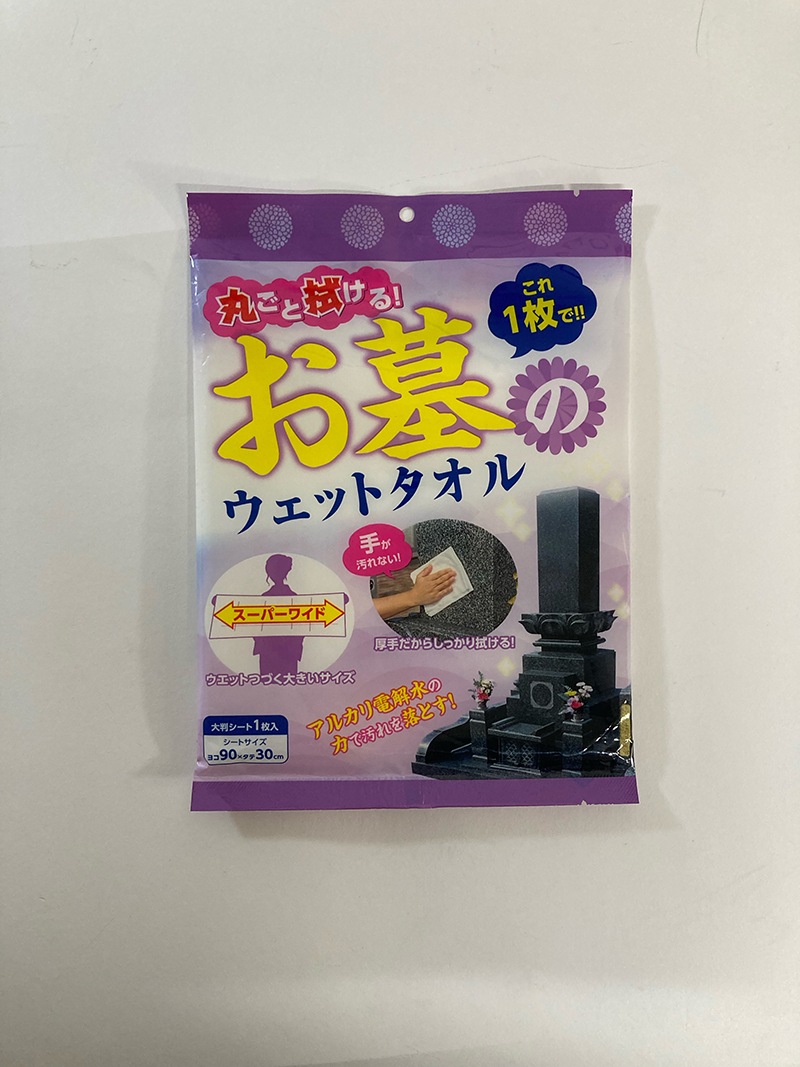 丸ごと拭ける!
これ
1枚で!!
お墓の
ウェットタオル
手が
汚れない!
スーパーワイド
厚手だからしっかり拭ける!
ウエットつづく大きいサイズ
アルカリ電解水の
力で汚れを落とす!
大判シート1枚入
シートサイズ
ヨコ90×タテ30cm